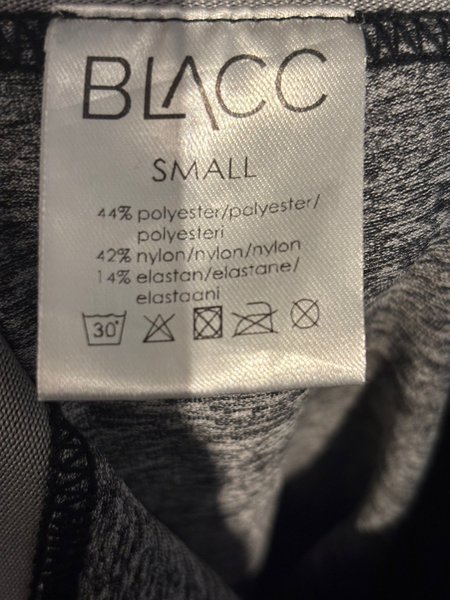 BLACC
SMALL
44% polyester/polyester/
polyesteri
42% nylon/nylon/nylon
14% elastan/elastane/
elastaani
30°